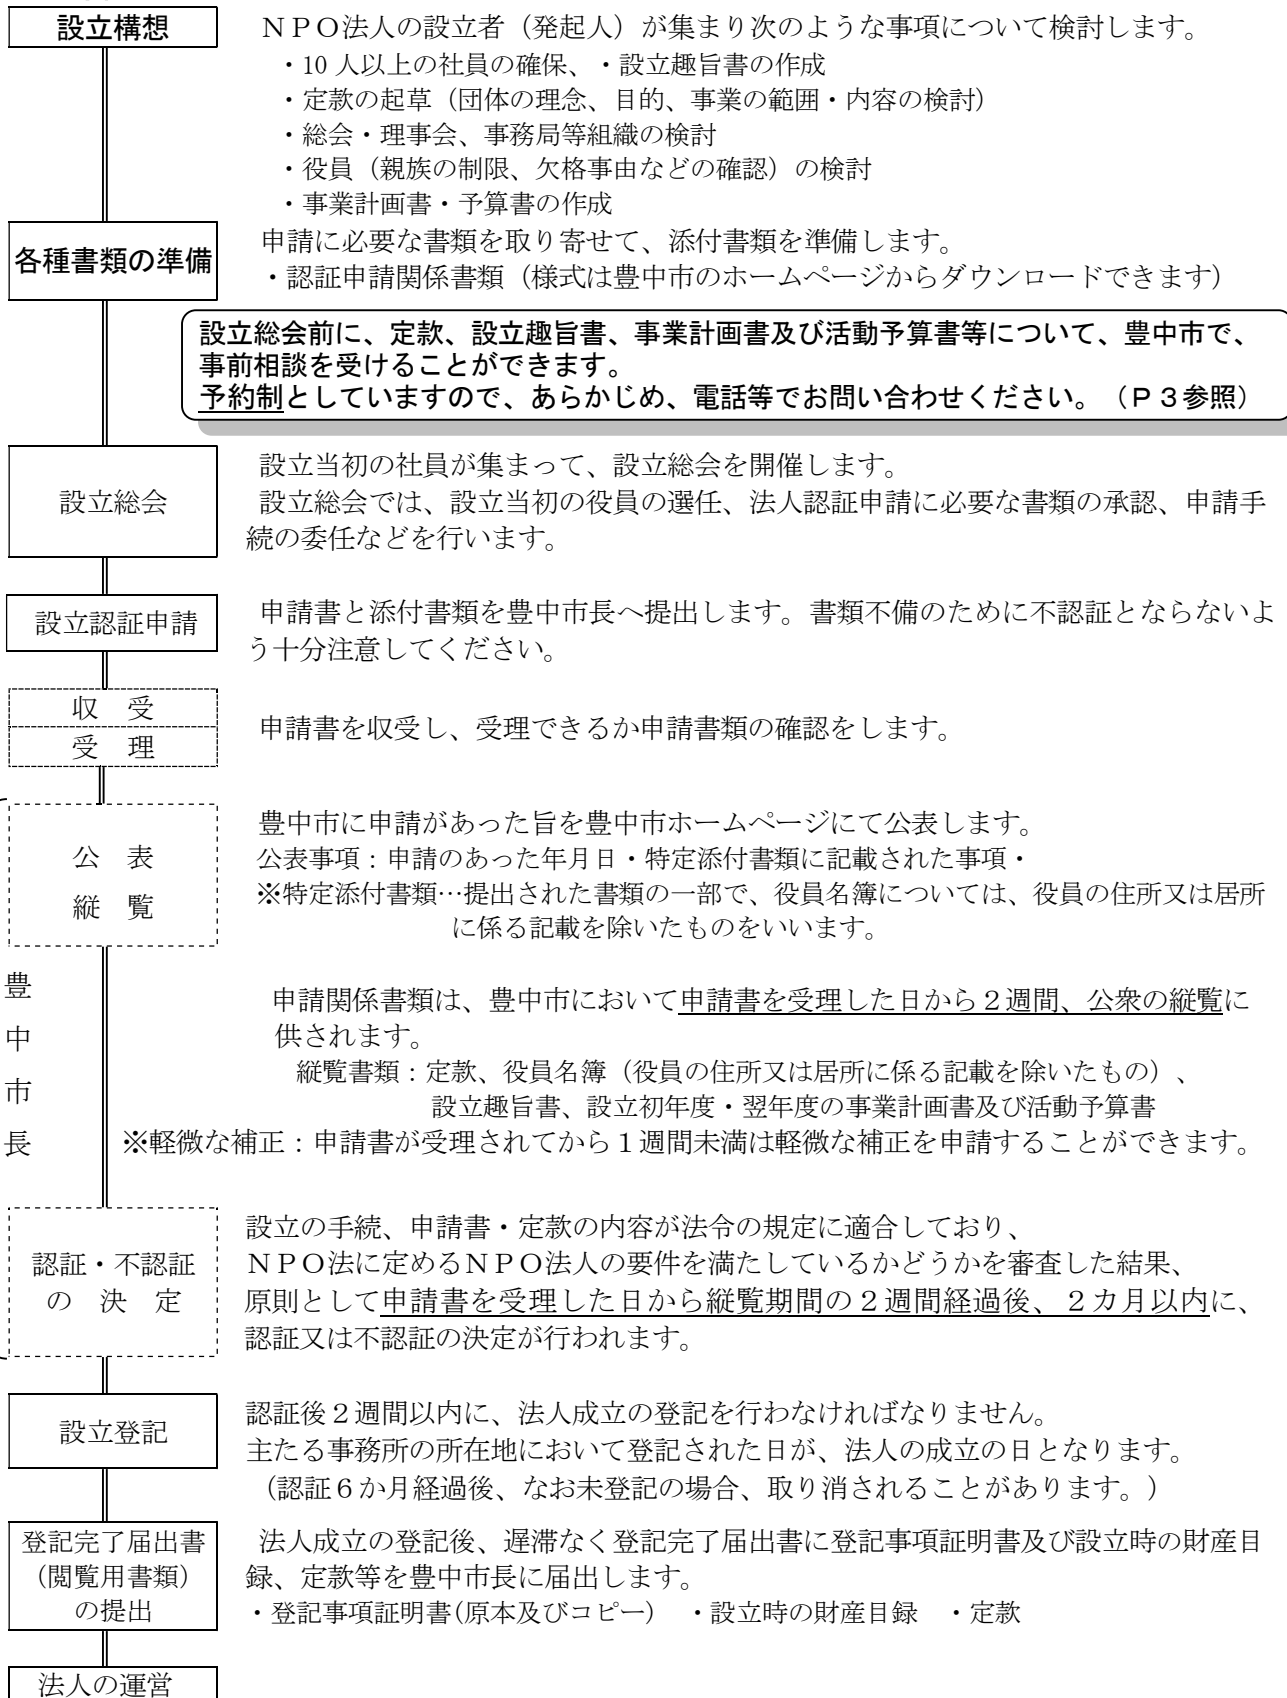 設立構想
ＮＰＯ法人の設立者（発起人）が集まり次のような事項について検討します。
・10 人以上の社員の確保、・設立趣旨書の作成
・定款の起草（団体の理念、目的、事業の範囲・内容の検討）
・総会・理事会、事務局等組織の検討
・役員（親族の制限、欠格事由などの確認）の検討
・事業計画書・予算書の作成
各種書類の準備
申請に必要な書類を取り寄せて、添付書類を準備します。
・認証申請関係書類（様式は豊中市のホームページからダウンロードできます）
設立総会前に、定款、設立趣旨書、事業計画書及び活動予算書等について、豊中市で、
事前相談を受けることができます。
予約制としていますので、あらかじめ、電話等でお問い合わせください。（Ｐ３参照）
設立総会
設立当初の社員が集まって、設立総会を開催します。
設立総会では、設立当初の役員の選任、法人認証申請に必要な書類の承認、申請手
続の委任などを行います。
設立認証申請
申請書と添付書類を豊中市長へ提出します。書類不備のために不認証とならないよ
う十分注意してください。
収　受
受　理
申請書を収受し、受理できるか申請書類の確認をします。
公　表
縦　覧
豊中市に申請があった旨を豊中市ホームページにて公表します。
公表事項：申請のあった年月日・特定添付書類に記載された事項・
※特定添付書類…提出された書類の一部で、役員名簿については、役員の住所又は居所
に係る記載を除いたものをいいます。
豊
中
市
長
申請関係書類は、豊中市において申請書を受理した日から２週間、公衆の縦覧に
供されます。
縦覧書類：定款、役員名簿（役員の住所又は居所に係る記載を除いたもの）、
設立趣旨書、設立初年度・翌年度の事業計画書及び活動予算書
※軽微な補正：申請書が受理されてから１週間未満は軽微な補正を申請することができます。
認証・不認証
の　決　定
設立の手続、申請書・定款の内容が法令の規定に適合しており、
ＮＰＯ法に定めるＮＰＯ法人の要件を満たしているかどうかを審査した結果、
原則として申請書を受理した日から縦覧期間の２週間経過後、２カ月以内に、
認証又は不認証の決定が行われます。
設立登記
認証後２週間以内に、法人成立の登記を行わなければなりません。
主たる事務所の所在地において登記された日が、法人の成立の日となります。
（認証６か月経過後、なお未登記の場合、取り消されることがあります。）
登記完了届出書
（閲覧用書類）
の提出
法人成立の登記後、遅滞なく登記完了届出書に登記事項証明書及び設立時の財産目
録、定款等を豊中市長に届出します。
・登記事項証明書(原本及びコピー)　・設立時の財産目録　・定款
法人の運営